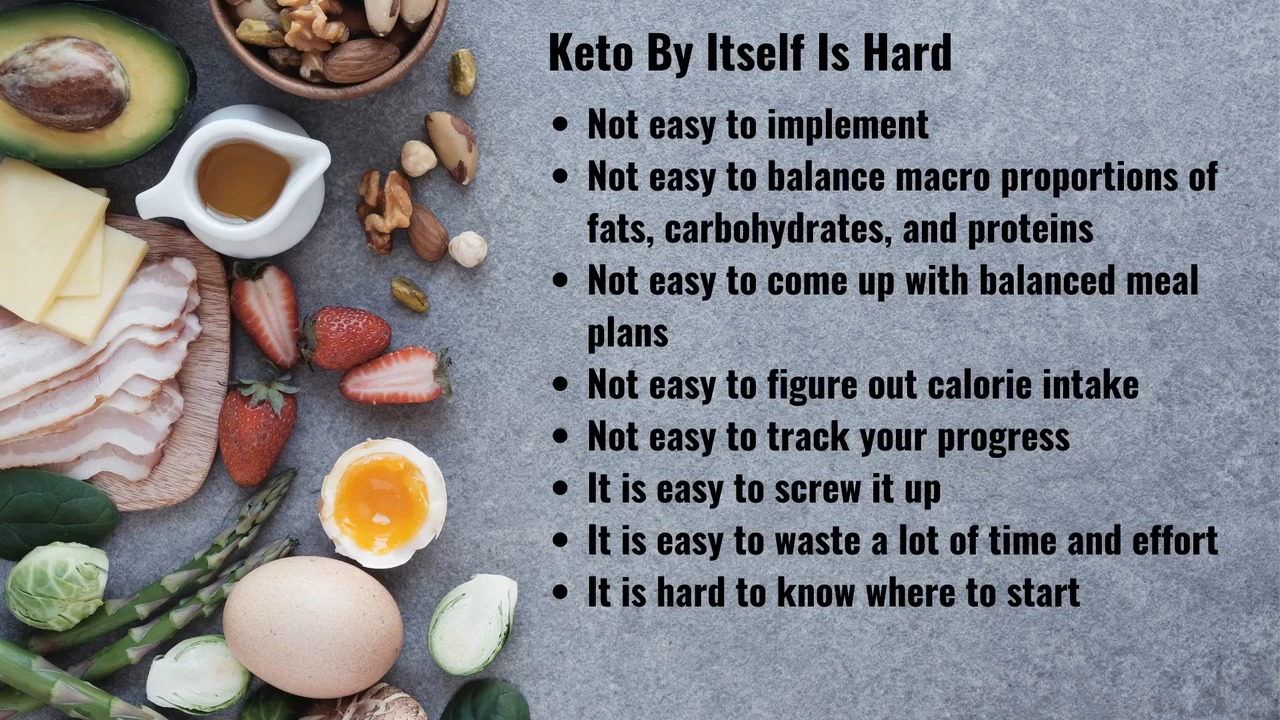 Keto By Itself Is Hard
• Not easy to implement
• Not easy to balance macro proportions of
fats, carbohydrates, and proteins
• Not easy to come up with balanced meal
plans
• Not easy to figure out calorie intake
• Not easy to track your progress
• It is easy to screw it up
• It is easy to waste a lot of time and effort
• It is hard to know where to start